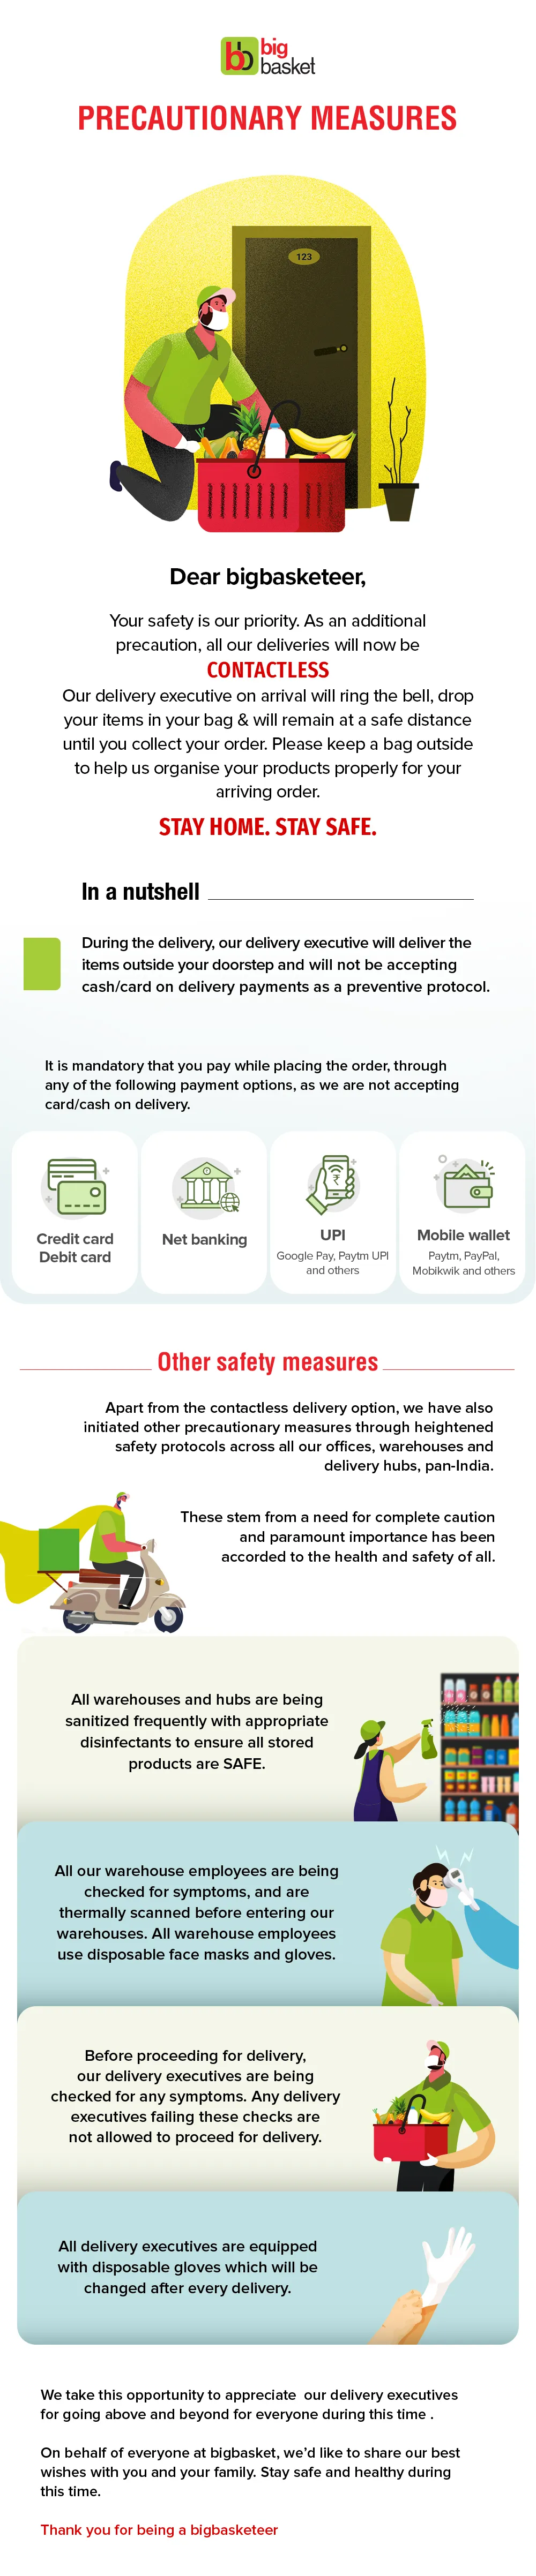 bb big
basket
PRECAUTIONARY MEASURES
123
Dear bigbasketeer,
Your safety is our priority. As an additional
precaution, all our deliveries will now be
CONTACTLESS
Our delivery executive on arrival will ring the bell, drop
your items in your bag & will remain at a safe distance
until you collect your order. Please keep a bag outside
to help us organise your products properly for your
arriving order.
STAY HOME. STAY SAFE.
In a nutshell
During the delivery, our delivery executive will deliver the
items outside your doorstep and will not be accepting
cash/card on delivery payments as a preventive protocol.
It is mandatory that you pay while placing the order, through
any of the following payment options, as we are not accepting
card/cash on delivery.
Credit card
Debit card
Net banking
₹
UPI
Google Pay, Paytm UPI
and others
Mobile wallet
Paytm, PayPal,
Mobikwik and others
Other safety measures
Apart from the contactless delivery option, we have also
initiated other precautionary measures through heightened
safety protocols across all our offices, warehouses and
delivery hubs, pan-India.
These stem from a need for complete caution
and paramount importance has been
accorded to the health and safety of all.
All warehouses and hubs are being
sanitized frequently with appropriate
disinfectants to ensure all stored
products are SAFE.
All our warehouse employees are being
checked for symptoms, and are
thermally scanned before entering our
warehouses. All warehouse employees
use disposable face masks and gloves.
Before proceeding for delivery,
our delivery executives are being
checked for any symptoms. Any delivery
executives failing these checks are
not allowed to proceed for delivery.
All delivery executives are equipped
with disposable gloves which will be
changed after every delivery.
We take this opportunity to appreciate our delivery executives
for going above and beyond for everyone during this time .
On behalf of everyone at bigbasket, we'd like to share our best
wishes with you and your family. Stay safe and healthy during
this time.
Thank you for being a bigbasketeer